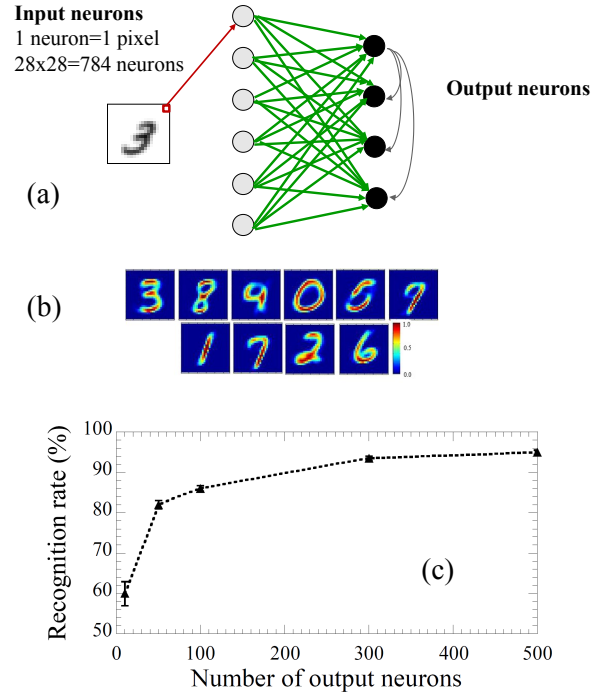 Input neurons
1 neuron=1 pixel
28x28=784 neurons
Output neurons
(a)
(b)
1.0
0.5
0.0
100
90
80
70
60
50
Recognition rate (%)
(c)
0 100 200 300 400 500
Number of output neurons